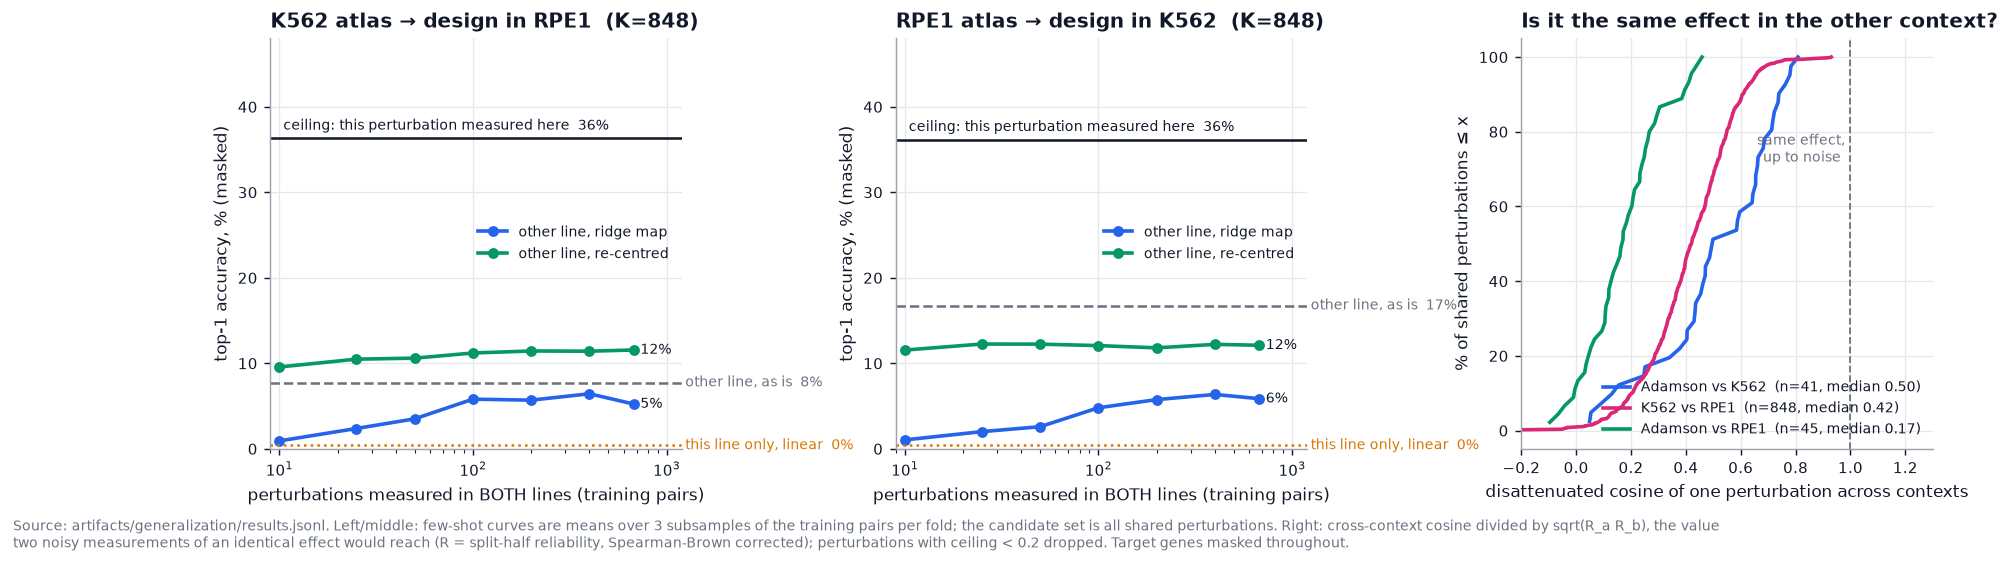 K562 atlas → design in RPE1 (K=848)
top-1 accuracy, % (masked)
40
30
20
10
0
ceiling: this perturbation measured here 36%
other line, ridge map
other line, re-centred
12%
other line, as is 8%
5%
this line only, linear 0%
10¹
10²
10³
perturbations measured in BOTH lines (training pairs)
RPE1 atlas → design in K562 (K=848)
top-1 accuracy, % (masked)
40
30
20
10
0
ceiling: this perturbation measured here 36%
other line, ridge map
other line, re-centred
other line, as is 17%
12%
6%
this line only, linear 0%
10¹
10²
10³
perturbations measured in BOTH lines (training pairs)
Is it the same effect in the other context?
% of shared perturbations ≤ x
100
80
60
40
20
0
same effect,
up to noise
Adamson vs K562 (n=41, median 0.50)
K562 vs RPE1 (n=848, median 0.42)
Adamson vs RPE1 (n=45, median 0.17)
−0.2
0.0
0.2
0.4
0.6
0.8
1.0
1.2
disattenuated cosine of one perturbation across contexts
Source: artifacts/generalization/results.jsonl. Left/middle: few-shot curves are means over 3 subsamples of the training pairs per fold; the candidate set is all shared perturbations. Right: cross-context cosine divided by sqrt(R_a R_b), the value
two noisy measurements of an identical effect would reach (R = split-half reliability, Spearman-Brown corrected); perturbations with ceiling < 0.2 dropped. Target genes masked throughout.